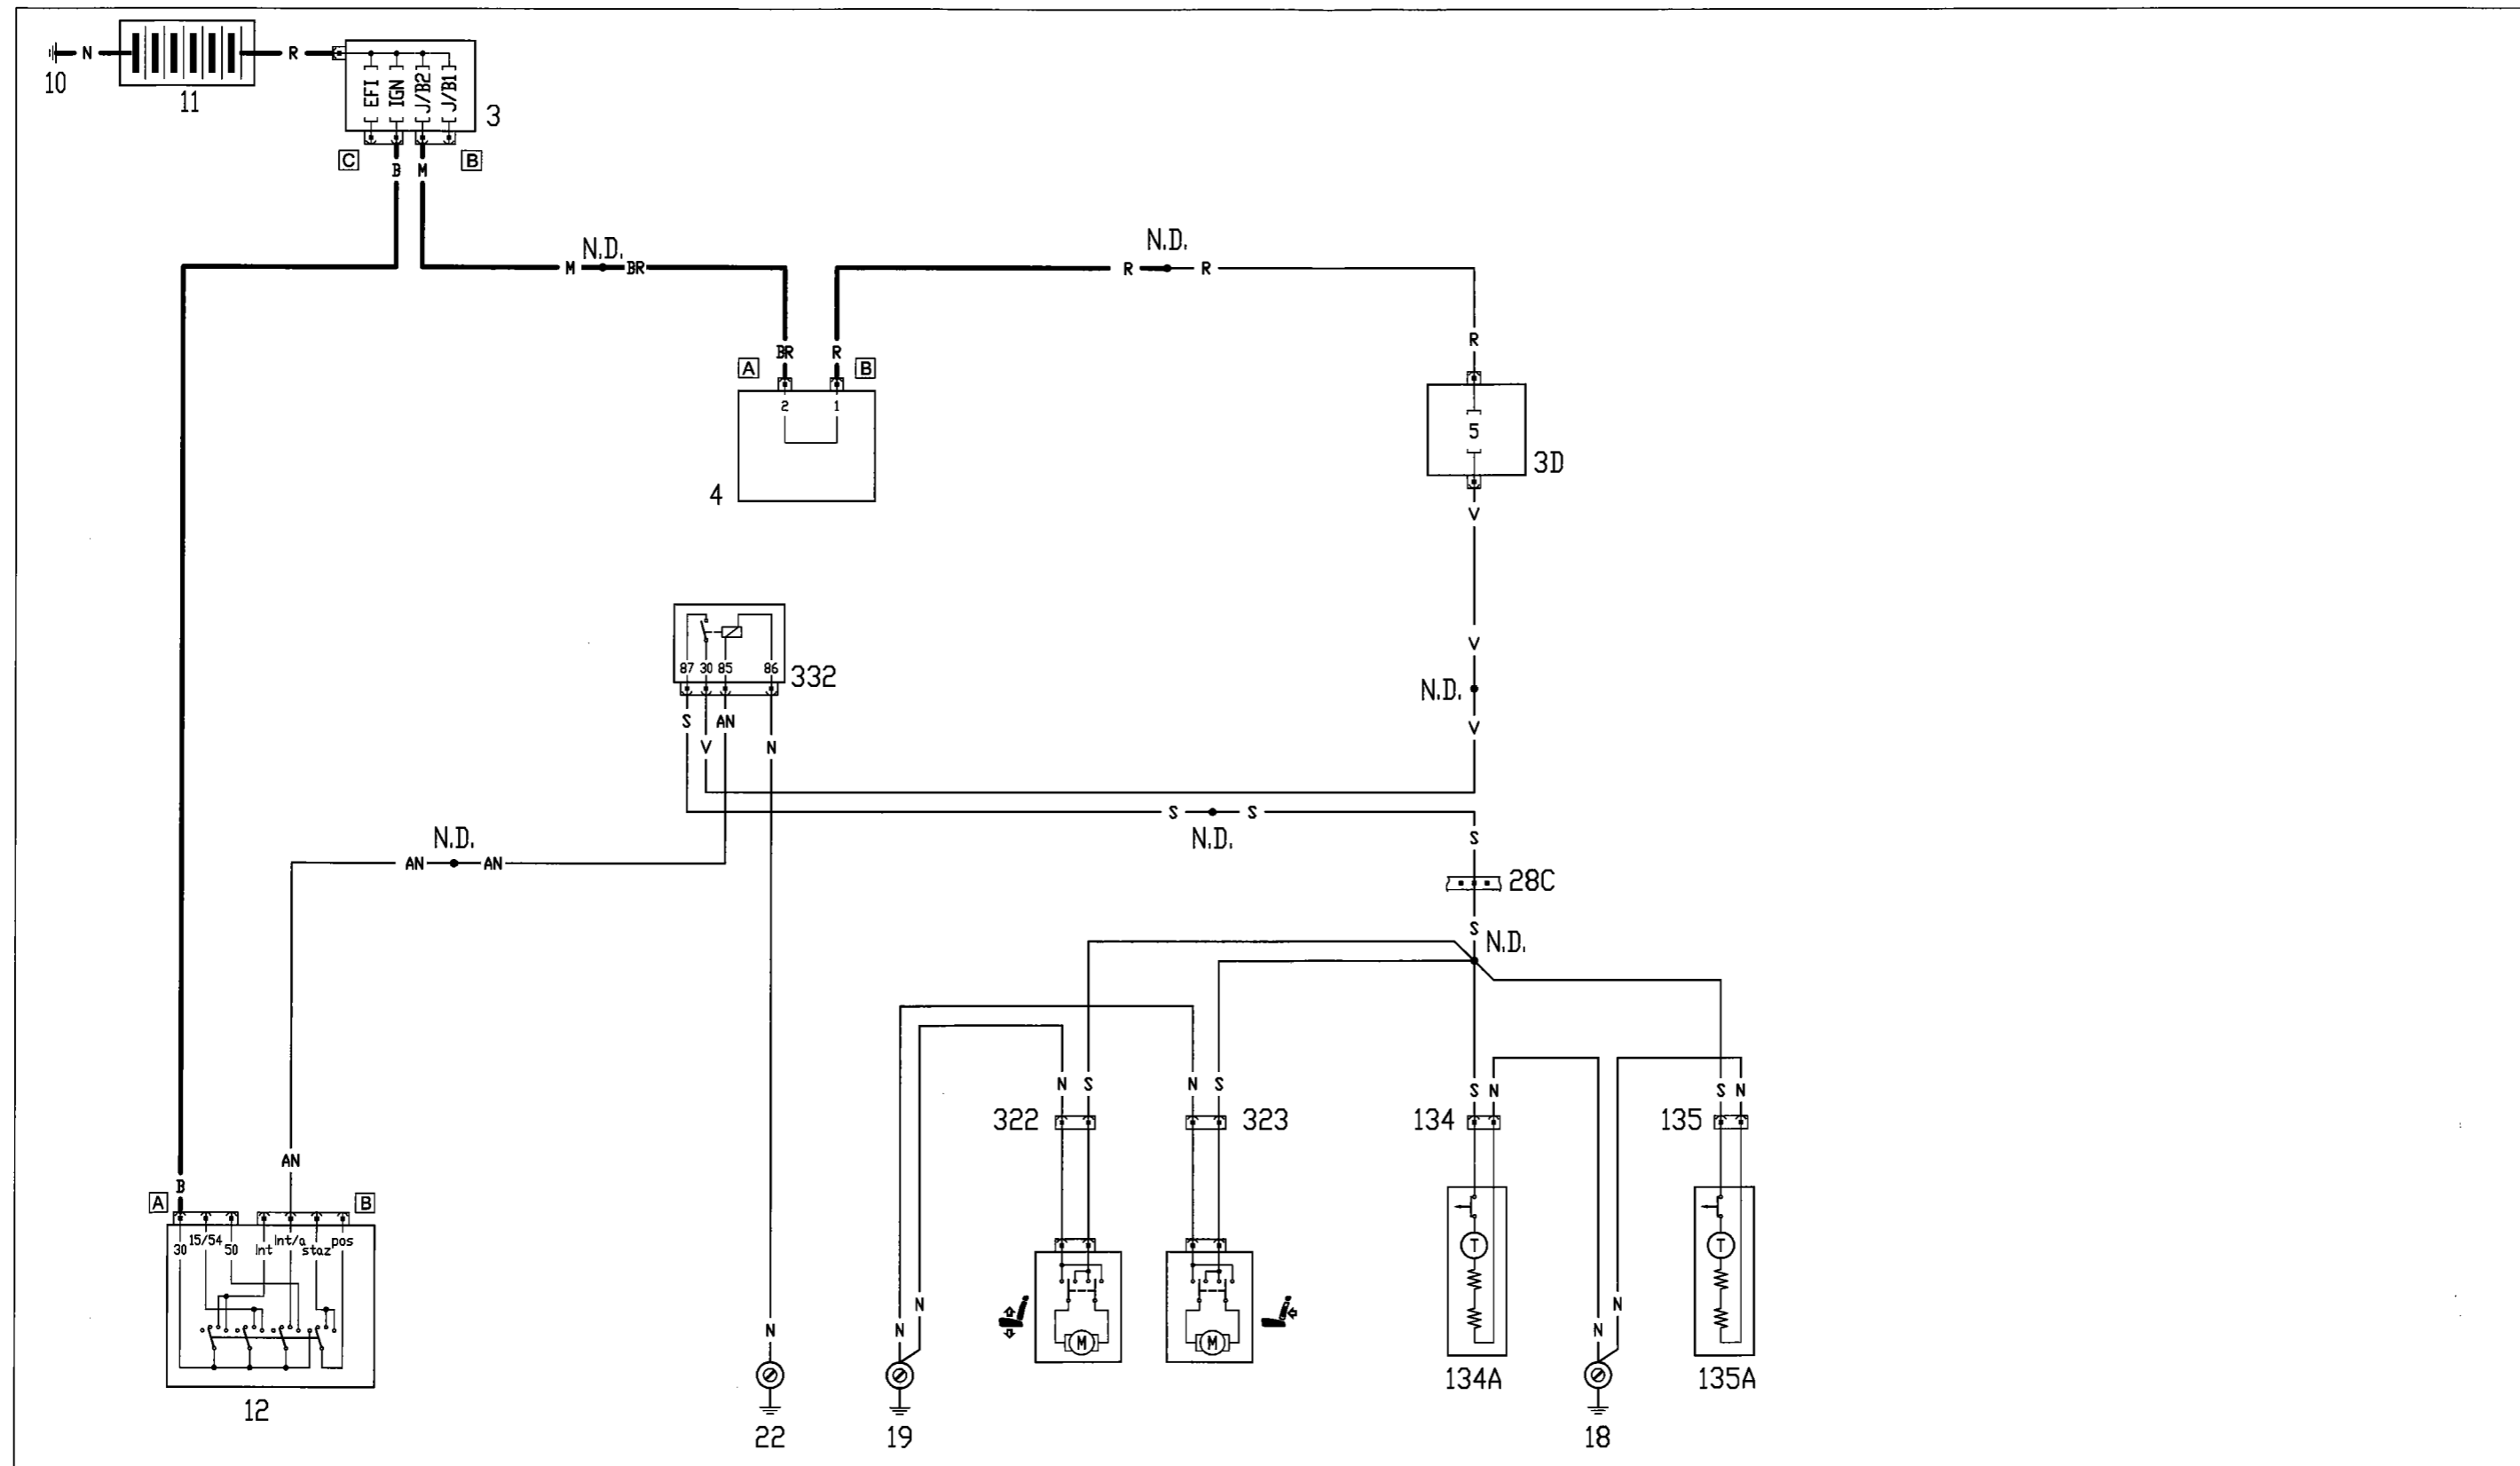 N
R
10
11
EFI
IGN
J/B2
J/B1
3
C
B
B
M
N.D.
M
BR
N.D.
R
R
BR
R
A
B
2
1
4
R
5
3D
V
V
N.D.
V
87
30
85
86
332
S
AN
V
N
S
S
N.D.
S
N.D.
AN
AN
28C
S
N.D.
N
S
N
S
S
N
S
N
322
323
134
135
AN
B
A
B
30
15/54
50
Int
Int/a
staz
pos
T
T
N
N
N
N
N
M
M
12
22
19
134A
18
135A